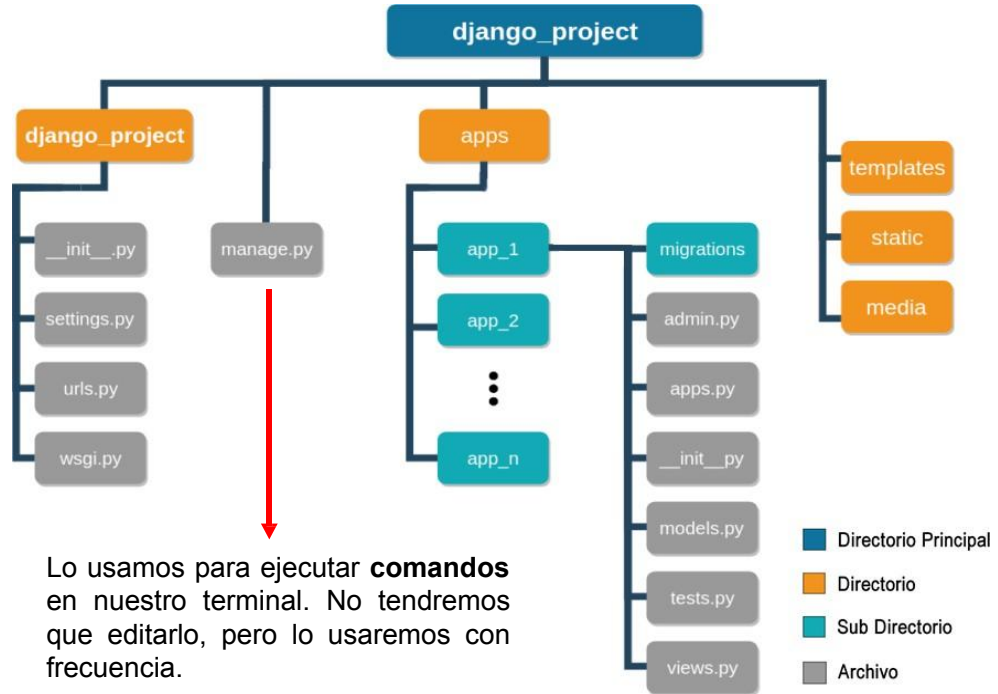 django_project
django_project
apps
templates
static
media
__init__.py
settings.py
urls.py
wsgi.py
manage.py
app_1
app_2
app_n
migrations
admin.py
apps.py
__init__py
models.py
tests.py
views.py
Lo usamos para ejecutar comandos
en nuestro terminal. No tendremos
que editarlo, pero lo usaremos con
frecuencia.
Directorio Principal
Directorio
Sub Directorio
Archivo